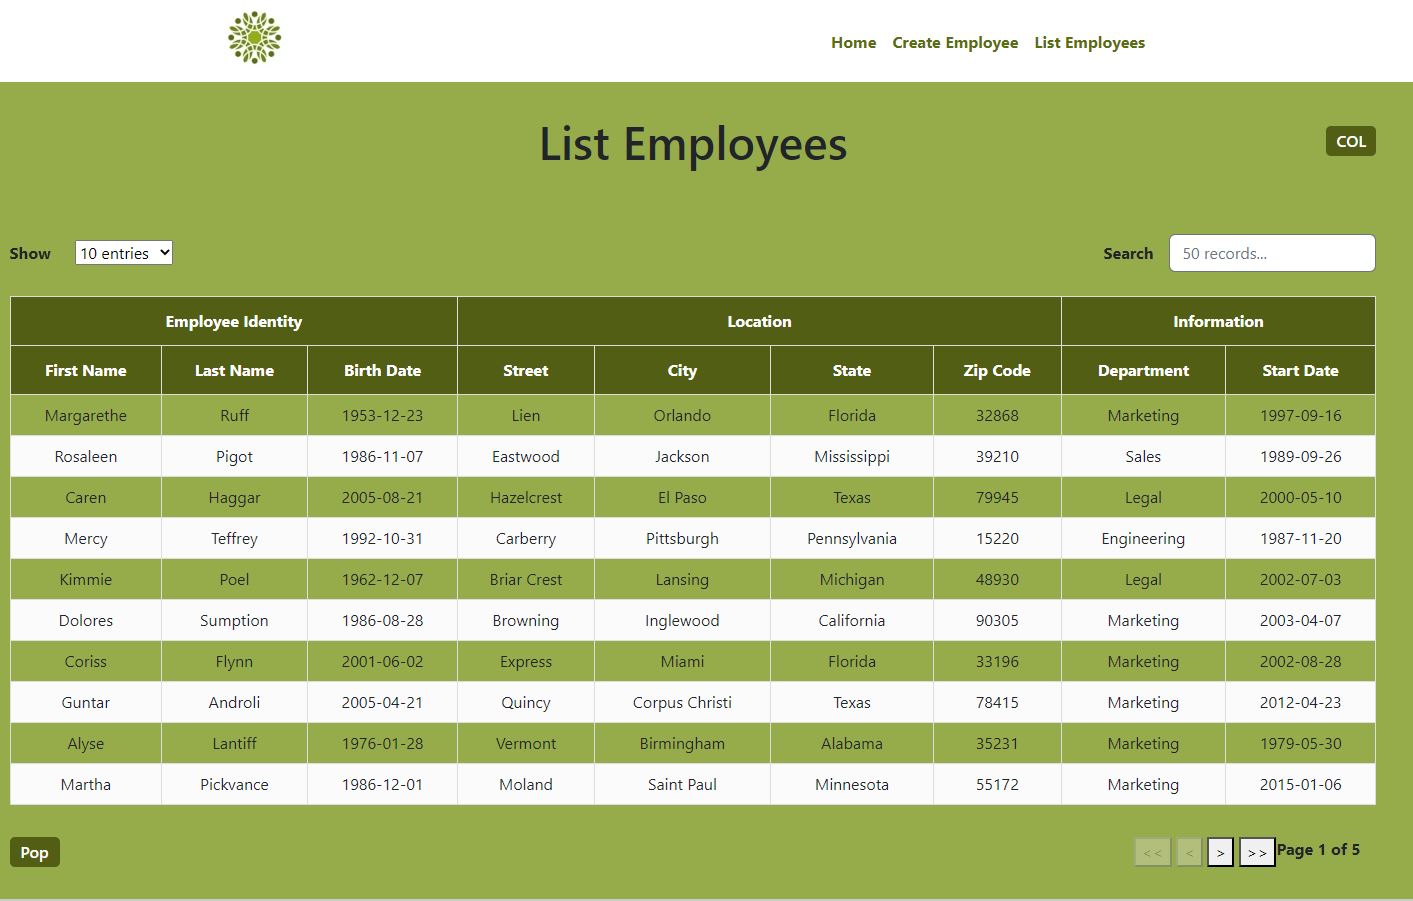 Home Create Employee List Employees
List Employees
COL
Show 10 entries Search 50 records...
Employee Identity Location Information
First Name Last Name Birth Date Street City State Zip Code Department Start Date
Margarethe Ruff 1953-12-23 Lien Orlando Florida 32868 Marketing 1997-09-16
Rosaleen Pigot 1986-11-07 Eastwood Jackson Mississippi 39210 Sales 1989-09-26
Caren Haggar 2005-08-21 Hazelcrest El Paso Texas 79945 Legal 2000-05-10
Mercy Teffrey 1992-10-31 Carberry Pittsburgh Pennsylvania 15220 Engineering 1987-11-20
Kimmie Poel 1962-12-07 Briar Crest Lansing Michigan 48930 Legal 2002-07-03
Dolores Sumption 1986-08-28 Browning Inglewood California 90305 Marketing 2003-04-07
Coriss Flynn 2001-06-02 Express Miami Florida 33196 Marketing 2002-08-28
Guntar Androli 2005-04-21 Quincy Corpus Christi Texas 78415 Marketing 2012-04-23
Alyse Lantiff 1976-01-28 Vermont Birmingham Alabama 35231 Marketing 1979-05-30
Martha Pickvance 1986-12-01 Moland Saint Paul Minnesota 55172 Marketing 2015-01-06
Pop << < > >> Page 1 of 5